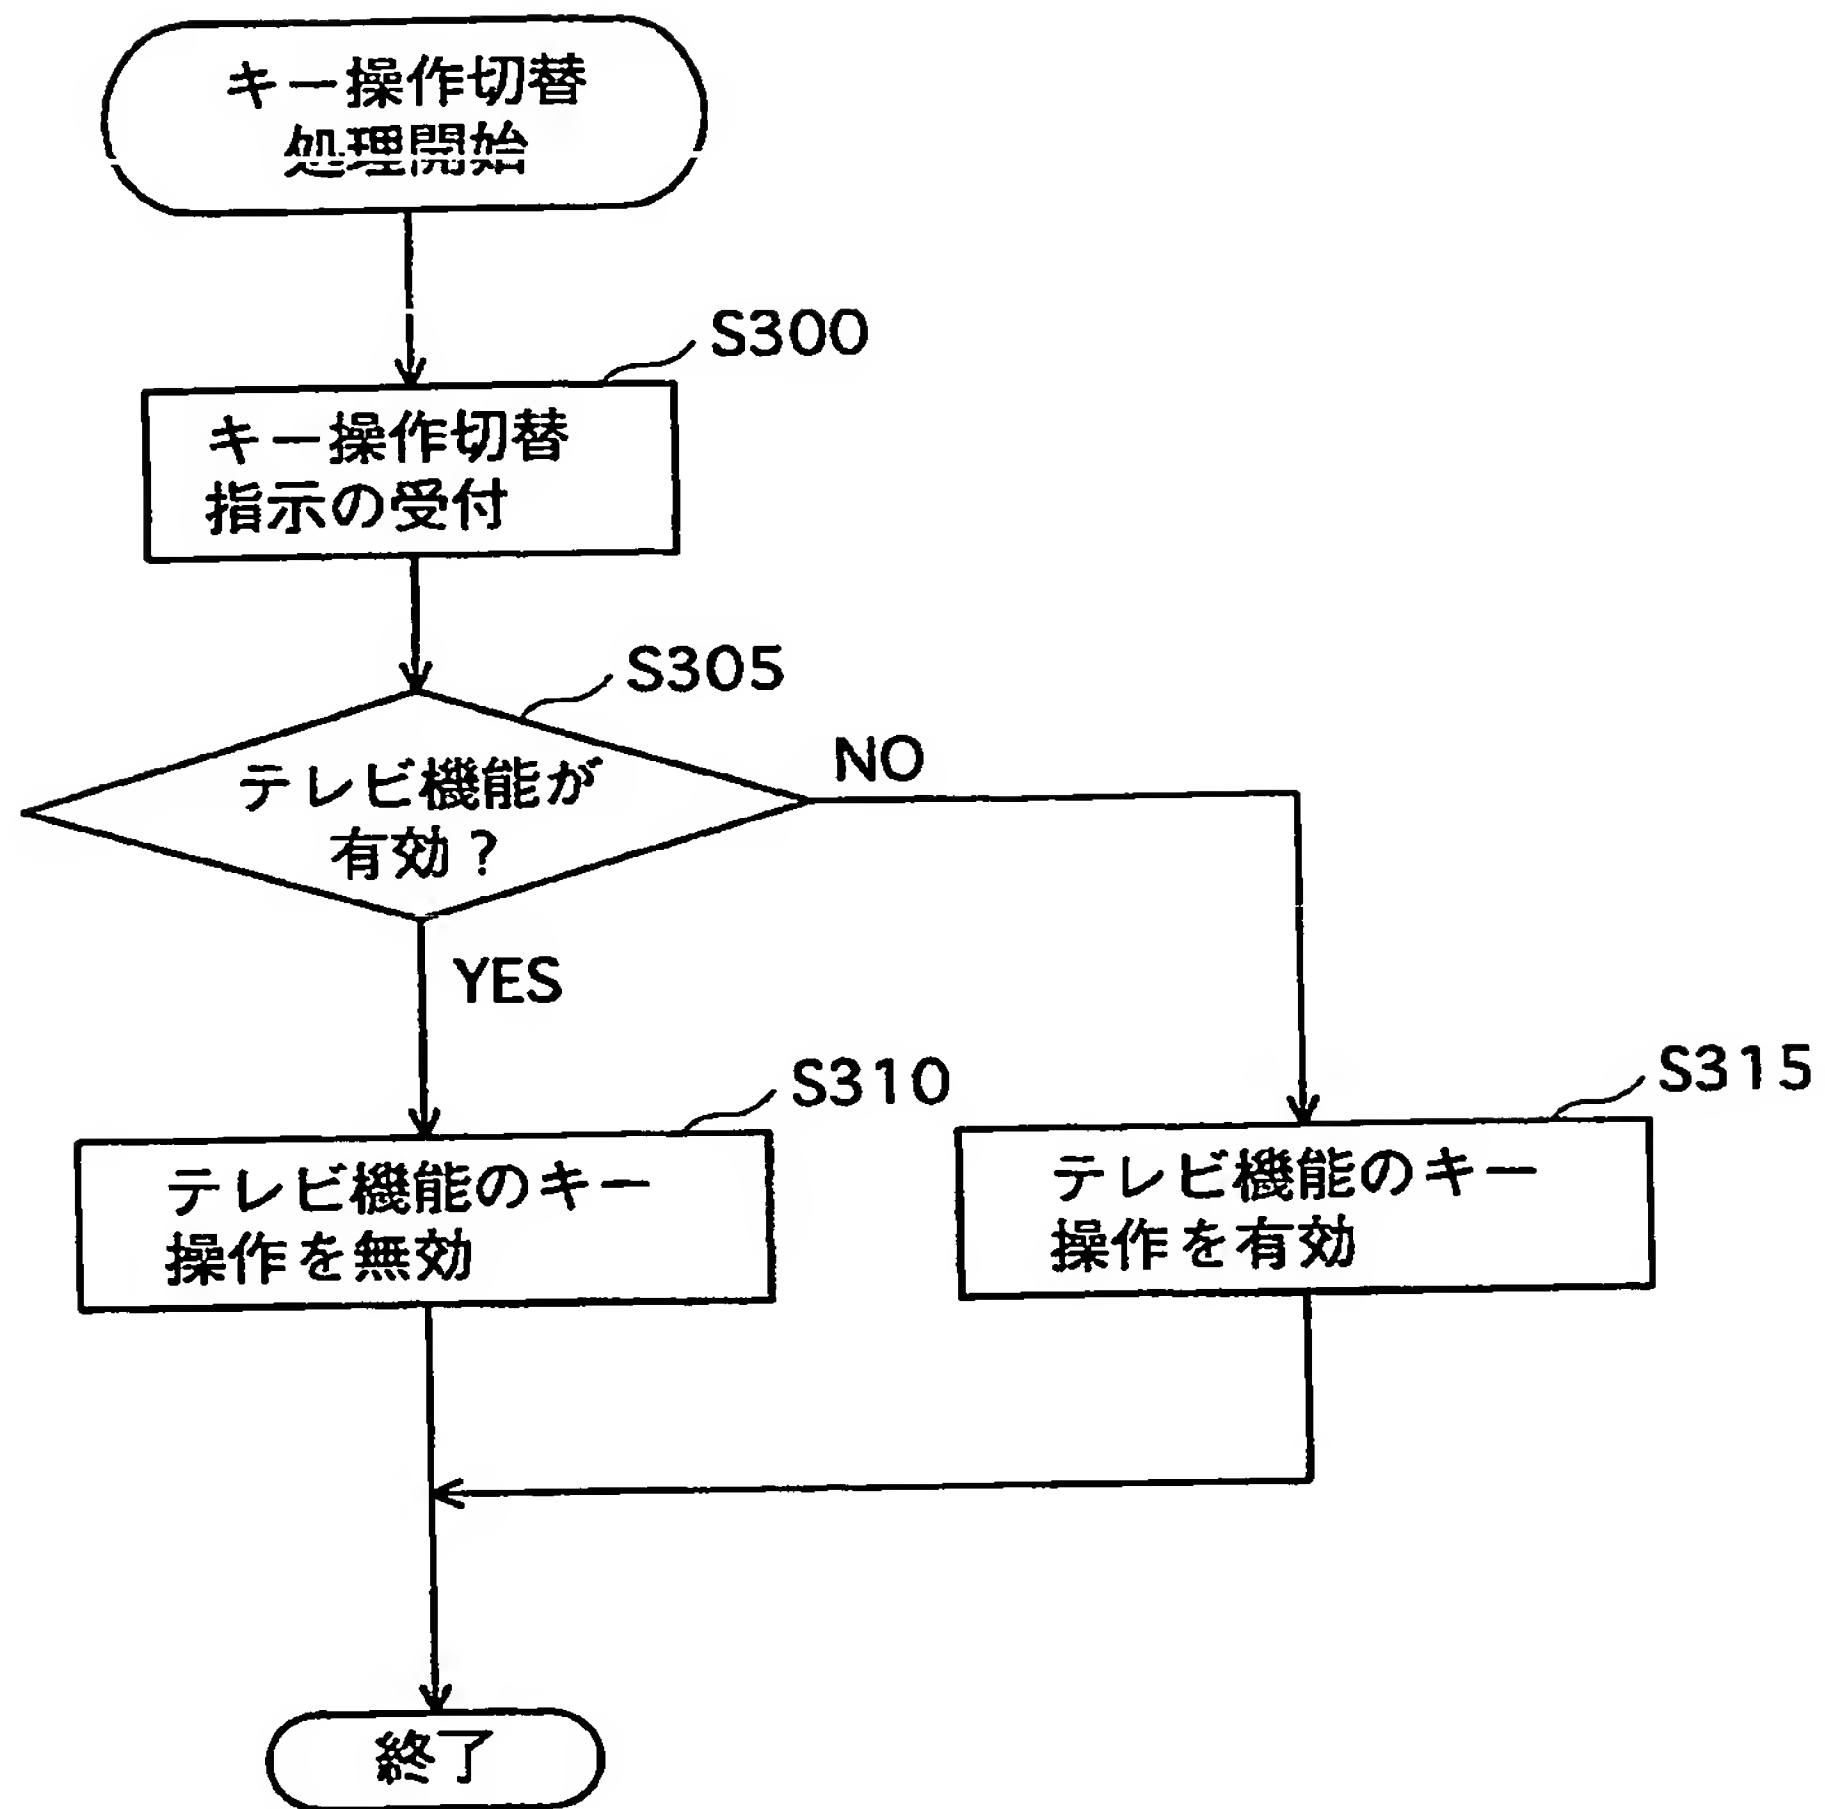 キー操作切替
処理開始
S300
キー操作切替
指示の受付
S305
テレビ機能が
有効?
NO
YES
S310
テレビ機能のキー
操作を無効
S315
テレビ機能のキー
操作を有効
終了